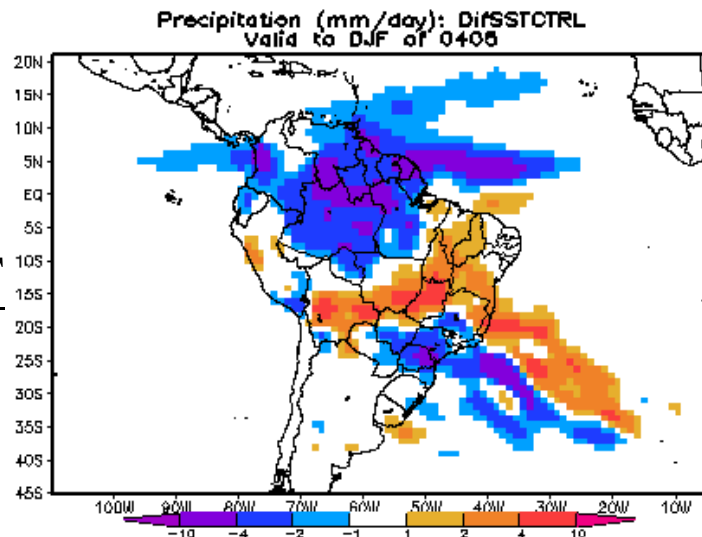 Precipitation (mm/day): DifSSTCTRL
Valid to DJF of 0406
20N
15N
10N
5N
EQ
5S
10S
15S
20S
25S
30S
35S
40S
45S
100W 90W 80W 70W 60W 50W 40W 30W 20W 10W
-10 -4 -2 -1 1 2 4 10